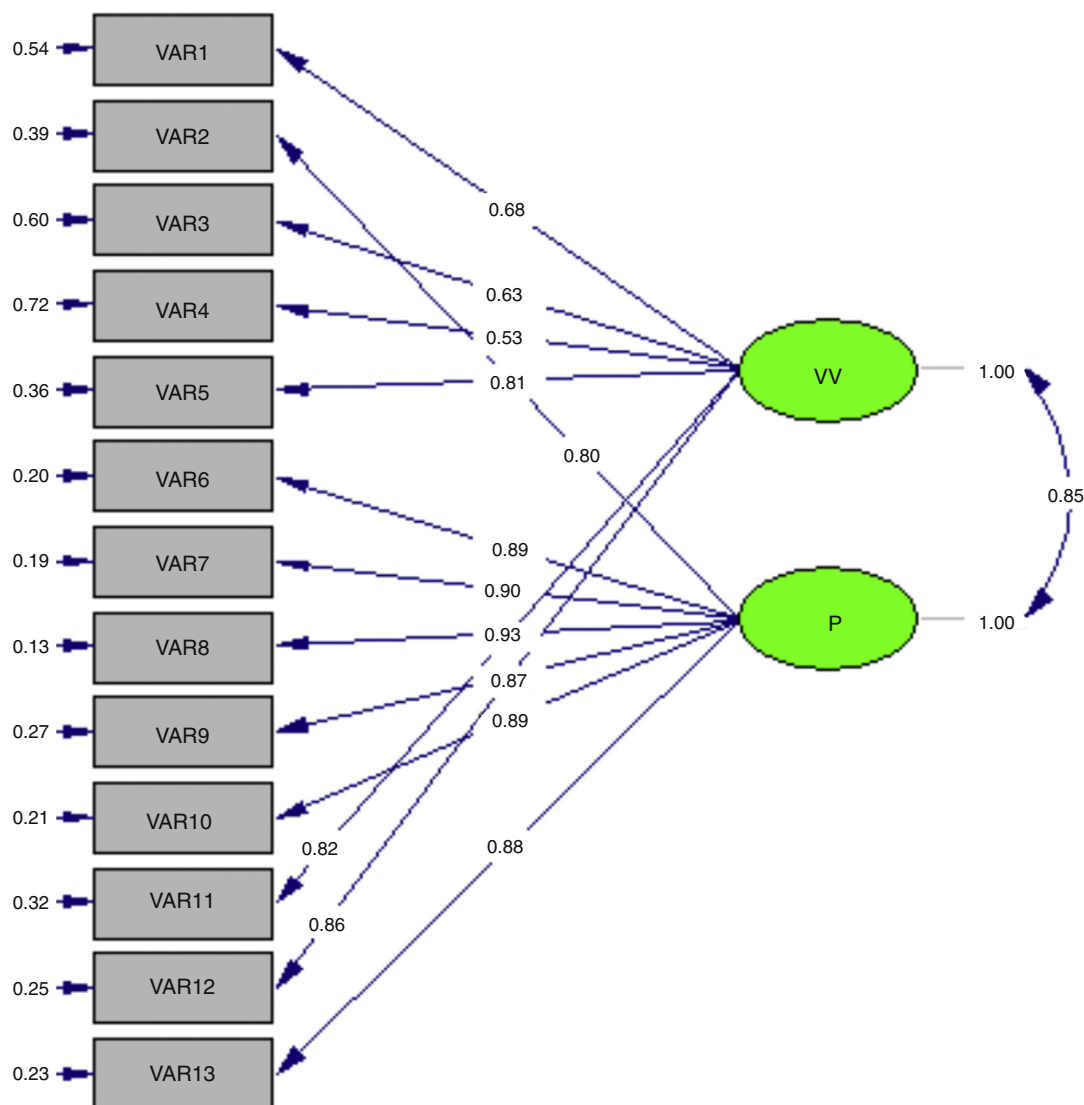 0.54 VAR1
0.39 VAR2
0.68
0.60 VAR3
0.63
0.72 VAR4
0.53
VV 1.00
0.36 VAR5 0.81
0.80
0.20 VAR6
0.85
0.89
0.19 VAR7
0.90
P 1.00
0.13 VAR8 0.93
0.87
0.27 VAR9
0.89
0.21 VAR10
0.82
0.88
0.32 VAR11
0.86
0.25 VAR12
0.23 VAR13